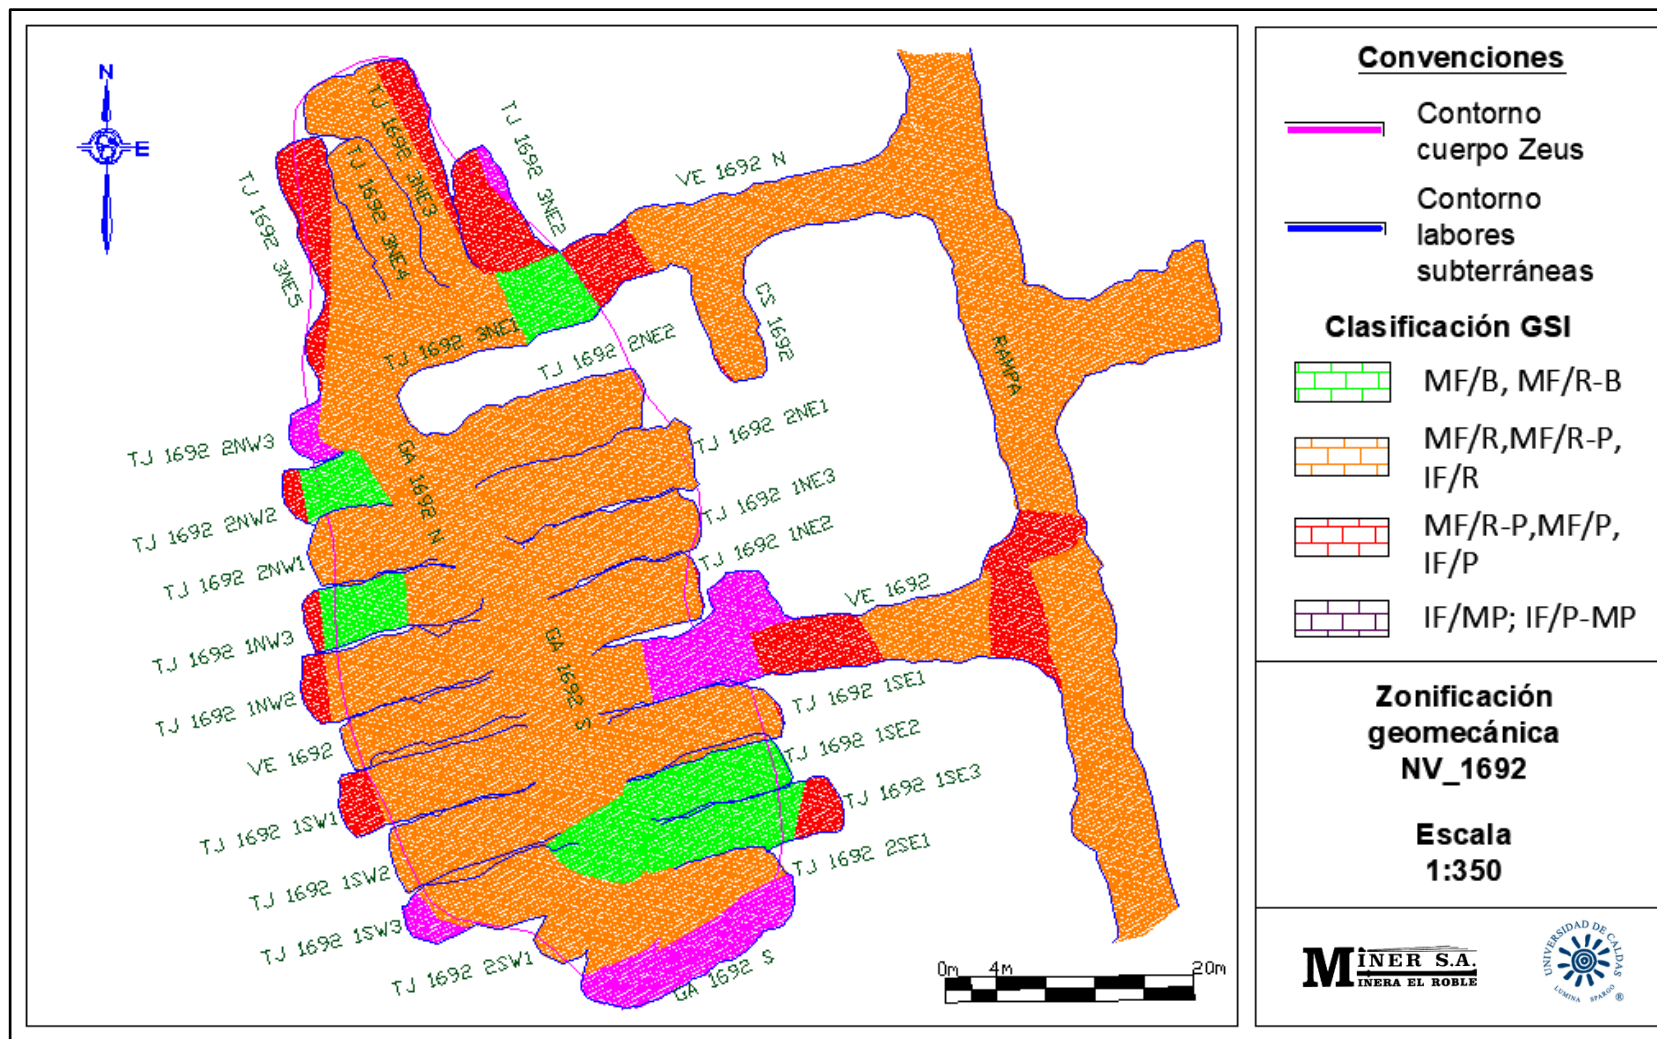 N
E
TJ 1692 3NE3
TJ 1692 3NE2
VE 1692 N
TJ 1692 3NE4
TJ 1692 3NE5
CS 1692
TJ 1692 3NE1
TJ 1692 2NE2
RAMPA
TJ 1692 2NE1
TJ 1692 2NW3
GA 1692 N
TJ 1692 1NE3
TJ 1692 2NW2
TJ 1692 1NE2
TJ 1692 2NW1
VE 1692
TJ 1692 1NW3
GA 1692 S
TJ 1692 1NW2
TJ 1692 1SE1
VE 1692
TJ 1692 1SE2
TJ 1692 1SW1
TJ 1692 1SE3
TJ 1692 1SW2
TJ 1692 2SE1
TJ 1692 1SW3
TJ 1692 2SW1
GA 1692 S
0m 4m 20m
Convenciones
Contorno
cuerpo Zeus
Contorno
labores
subterráneas
Clasificación GSI
MF/B, MF/R-B
MF/R,MF/R-P,
IF/R
MF/R-P,MF/P,
IF/P
IF/MP; IF/P-MP
Zonificación
geomecánica
NV_1692
Escala
1:350
MINER S.A.
MINERA EL ROBLE
UNIVERSIDAD DE CALDAS
LUMINA SPARGO
®